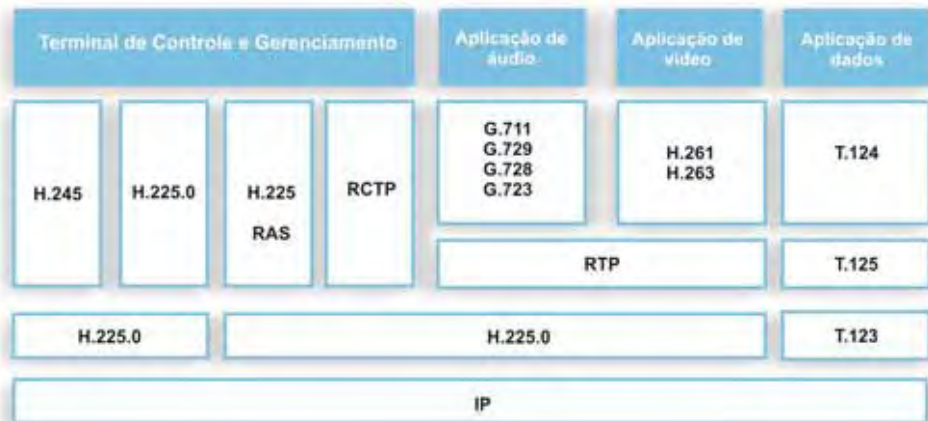 Terminal de Controle e Gerenciamento
Aplicação de
áudio
Aplicação de
vídeo
Aplicação de
dados
H.245
H.225.0
H.225
RAS
RCTP
G.711
G.729
G.728
G.723
H.261
H.263
T.124
RTP
T.125
H.225.0
H.225.0
T.123
IP